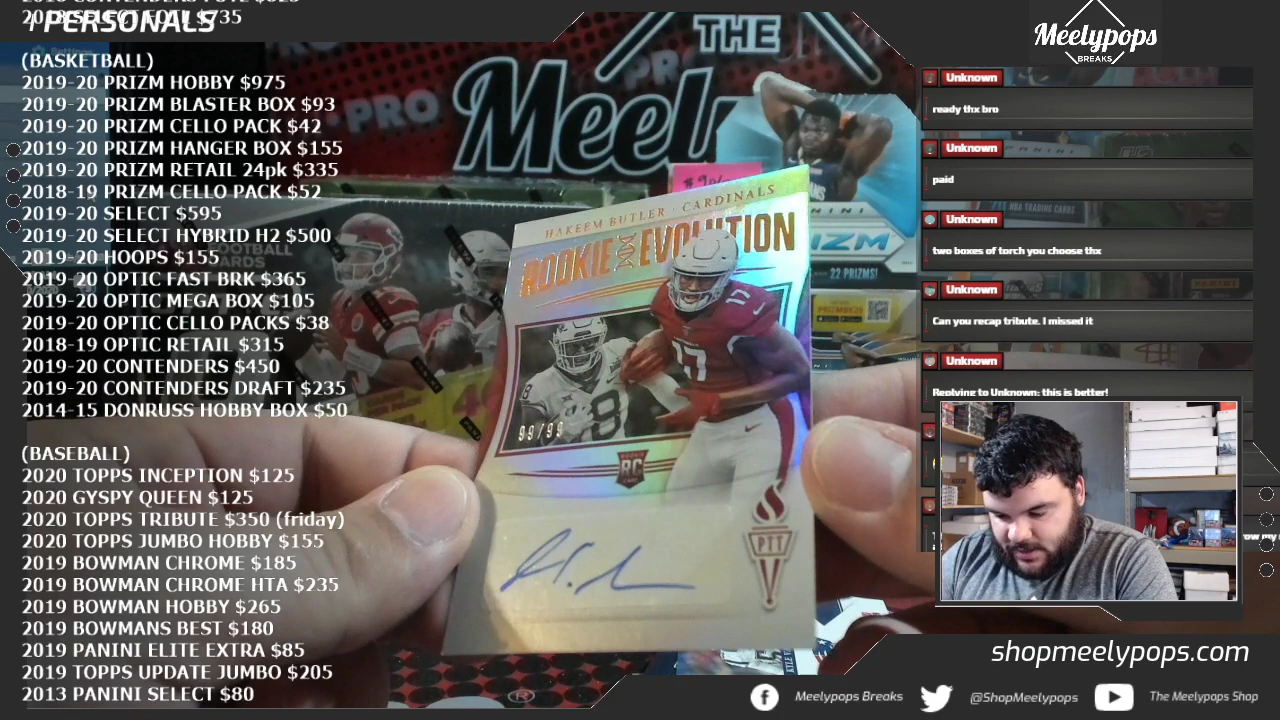 PERSONALS
(BASKETBALL)
2019-20 PRIZM HOBBY $975
2019-20 PRIZM BLASTER BOX $93
2019-20 PRIZM CELLO PACK $42
2019-20 PRIZM HANGER BOX $155
2019-20 PRIZM RETAIL 24pk $335
2018-19 PRIZM CELLO PACK $52
2019-20 SELECT $595
2019-20 SELECT HYBRID H2 $500
2019-20 HOOPS $155
2019-20 OPTIC FAST BRK $365
2019-20 OPTIC MEGA BOX $105
2019-20 OPTIC CELLO PACKS $38
2018-19 OPTIC RETAIL $315
2019-20 CONTENDERS $450
2019-20 CONTENDERS DRAFT $235
2014-15 DONRUSS HOBBY BOX $50
(BASEBALL)
2020 TOPPS INCEPTION $125
2020 GYSPY QUEEN $125
2020 TOPPS TRIBUTE $350 (friday)
2020 TOPPS JUMBO HOBBY $155
2019 BOWMAN CHROME $185
2019 BOWMAN CHROME HTA $235
2019 BOWMAN HOBBY $265
2019 BOWMANS BEST $180
2019 PANINI ELITE EXTRA $85
2019 TOPPS UPDATE JUMBO $205
2013 PANINI SELECT $80
THE
Meel
PRO
HAKEEM BUTLER CARDINALS
ROOKIE EVOLUTION
17
17
8
99/99
RC
PTT
PANINI
22 PRIZMS!
Meelypops
BREAKS
Unknown
ready thx bro
Unknown
paid
Unknown
two boxes of torch you choose thx
Unknown
Can you recap tribute. I missed it
Unknown
Replying to Unknown: this is better!
shopmeelypops.com
Meelypops Breaks
@ShopMeelypops
The Meelypops Shop